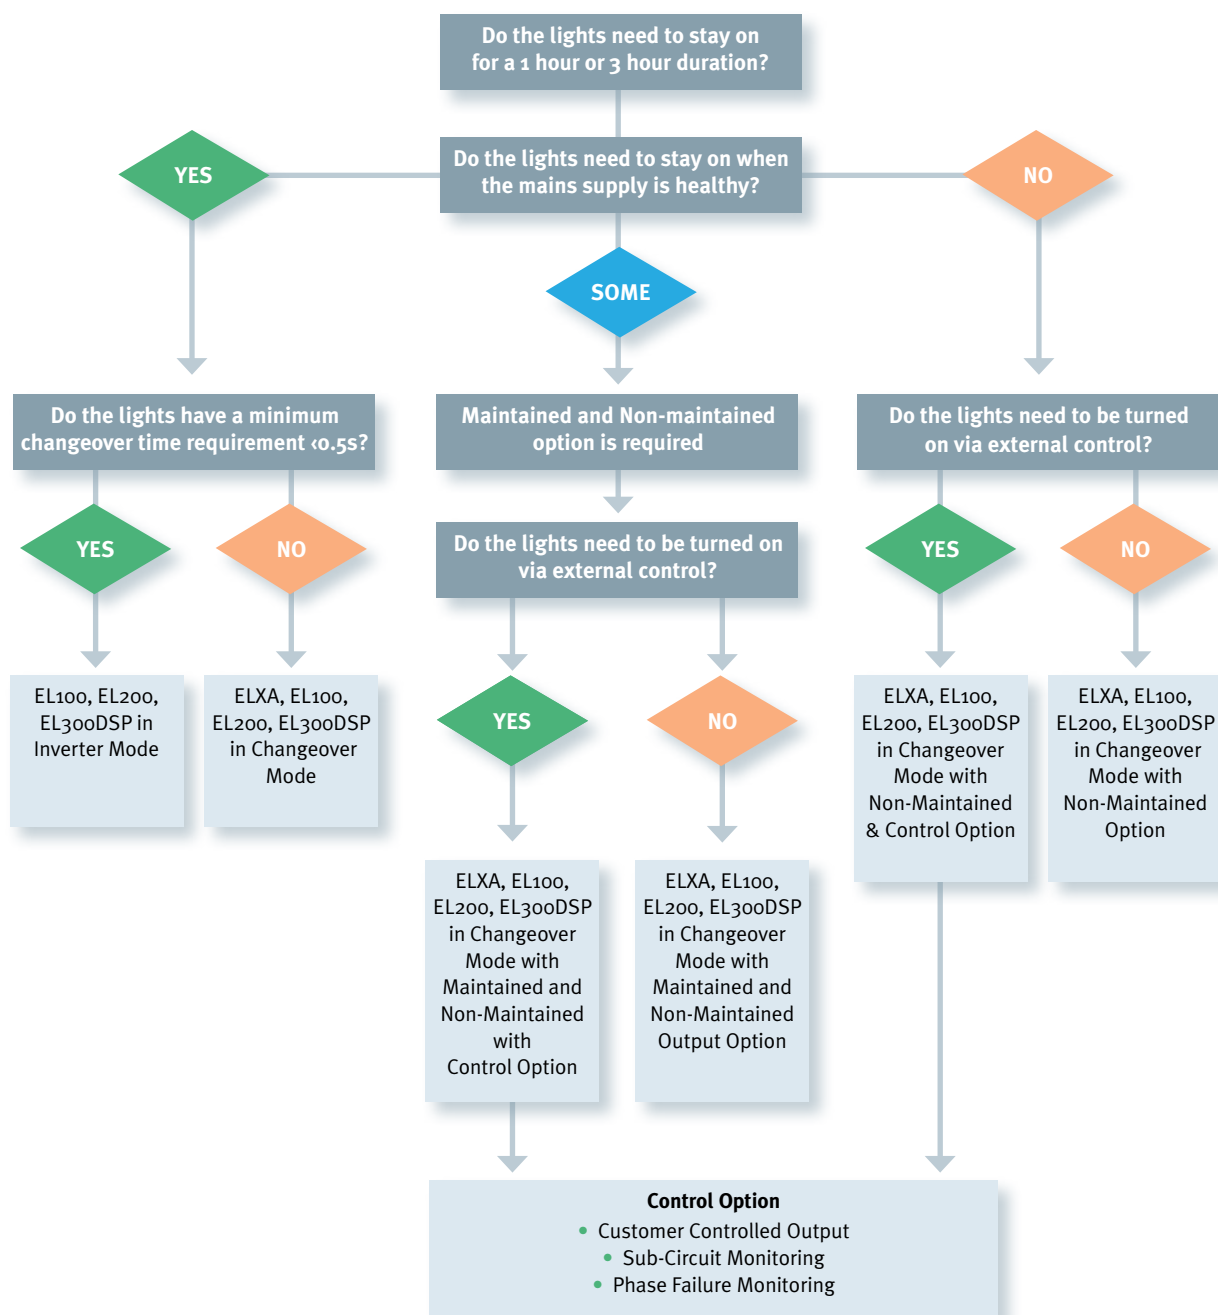 Do the lights need to stay on
for a 1 hour or 3 hour duration?
Do the lights need to stay on when
the mains supply is healthy?
YES
NO
SOME
Do the lights have a minimum
changeover time requirement <0.5s?
YES
NO
EL100, EL200,
EL300DSP in
Inverter Mode
ELXA, EL100,
EL200, EL300DSP
in Changeover
Mode
Maintained and Non-maintained
option is required
Do the lights need to be turned on
via external control?
YES
NO
ELXA, EL100,
EL200, EL300DSP
in Changeover
Mode with
Maintained and
Non-Maintained
with
Control Option
ELXA, EL100,
EL200, EL300DSP
in Changeover
Mode with
Maintained and
Non-Maintained
Output Option
Do the lights need to be turned
on via external control?
YES
NO
ELXA, EL100,
EL200, EL300DSP
in Changeover
Mode with
Non-Maintained
& Control Option
ELXA, EL100,
EL200, EL300DSP
in Changeover
Mode with
Non-Maintained
Option
Control Option
• Customer Controlled Output
• Sub-Circuit Monitoring
• Phase Failure Monitoring